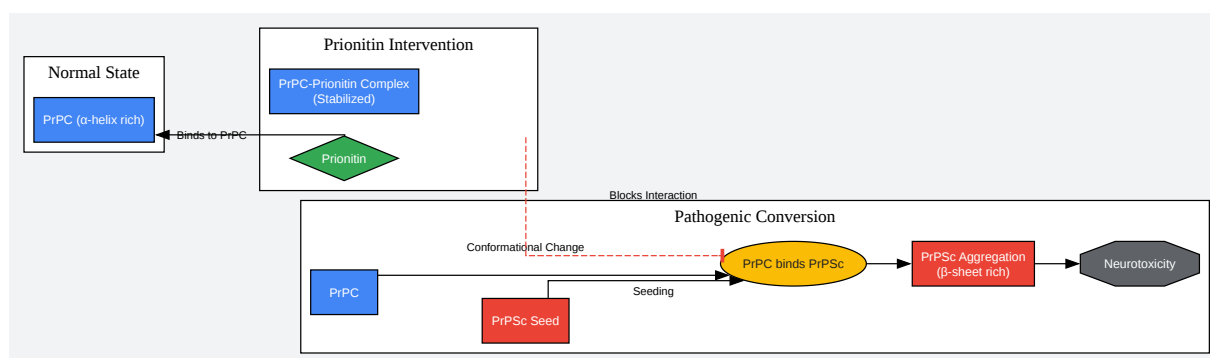 Normal State
PrPC (α-helix rich)
Binds to PrPC
Prionitin Intervention
PrPC-Prionitin Complex
(Stabilized)
Prionitin
Blocks Interaction
Pathogenic Conversion
Conformational Change
PrPC
PrPSc Seed
Seeding
PrPC binds PrPSc
PrPSc Aggregation
(β-sheet rich)
Neurotoxicity